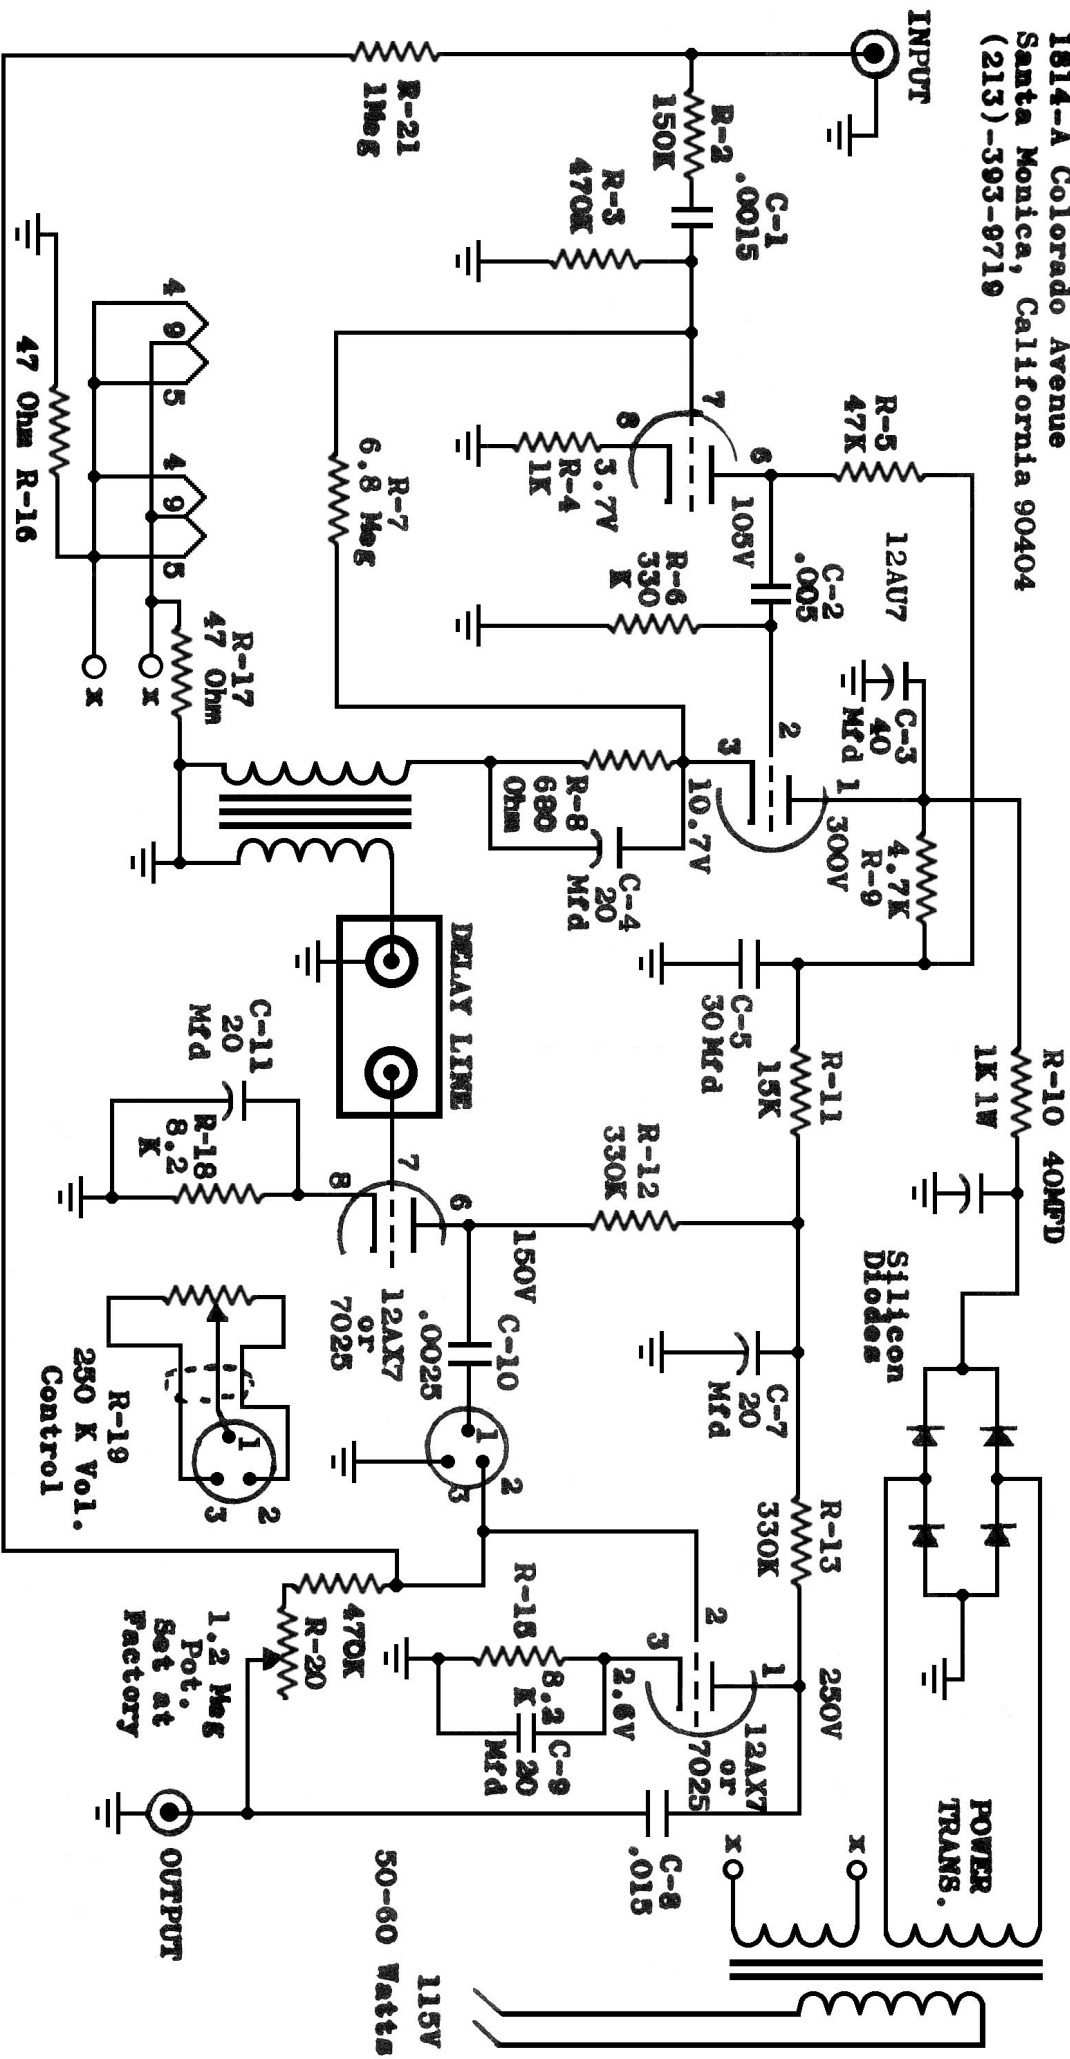 1814-A Colorado Avenue
Santa Monica, California 90404
(213)-393-9719
INPUT
R-21
1Meg
R-2
150K
C-1
.0015
R-3
470K
R-5
47K
12AU7
7
6
8
105V
3.7V
R-4
1K
C-2
.005
R-6
330
K
R-7
6.8 Meg
C-3
40
Mfd
2
1
3
300V
10.7V
4.7K
R-9
R-8
680
Ohm
C-4
20
Mfd
C-5
30Mfd
R-10
1K 1W
40MFD
R-11
15K
R-12
330K
Silicon
Diodes
POWER
TRANS.
4
9
5
4
9
5
47 Ohm R-16
R-17
47 Ohm
x
x
DELAY LINE
C-11
20
Mfd
R-18
8.2
K
7
6
8
150V
12AX7
or
7025
C-10
.0025
1
2
3
C-7
20
Mfd
R-13
330K
250V
1
2
3
R-19
250 K Vol.
Control
2
1
3
12AX7
or
7025
2.6V
R-15
8.2
K
C-9
20
Mfd
470K
R-20
1.2 Meg
Pot.
Set at
Factory
C-8
.015
x
x
OUTPUT
115V
50-60 Watts